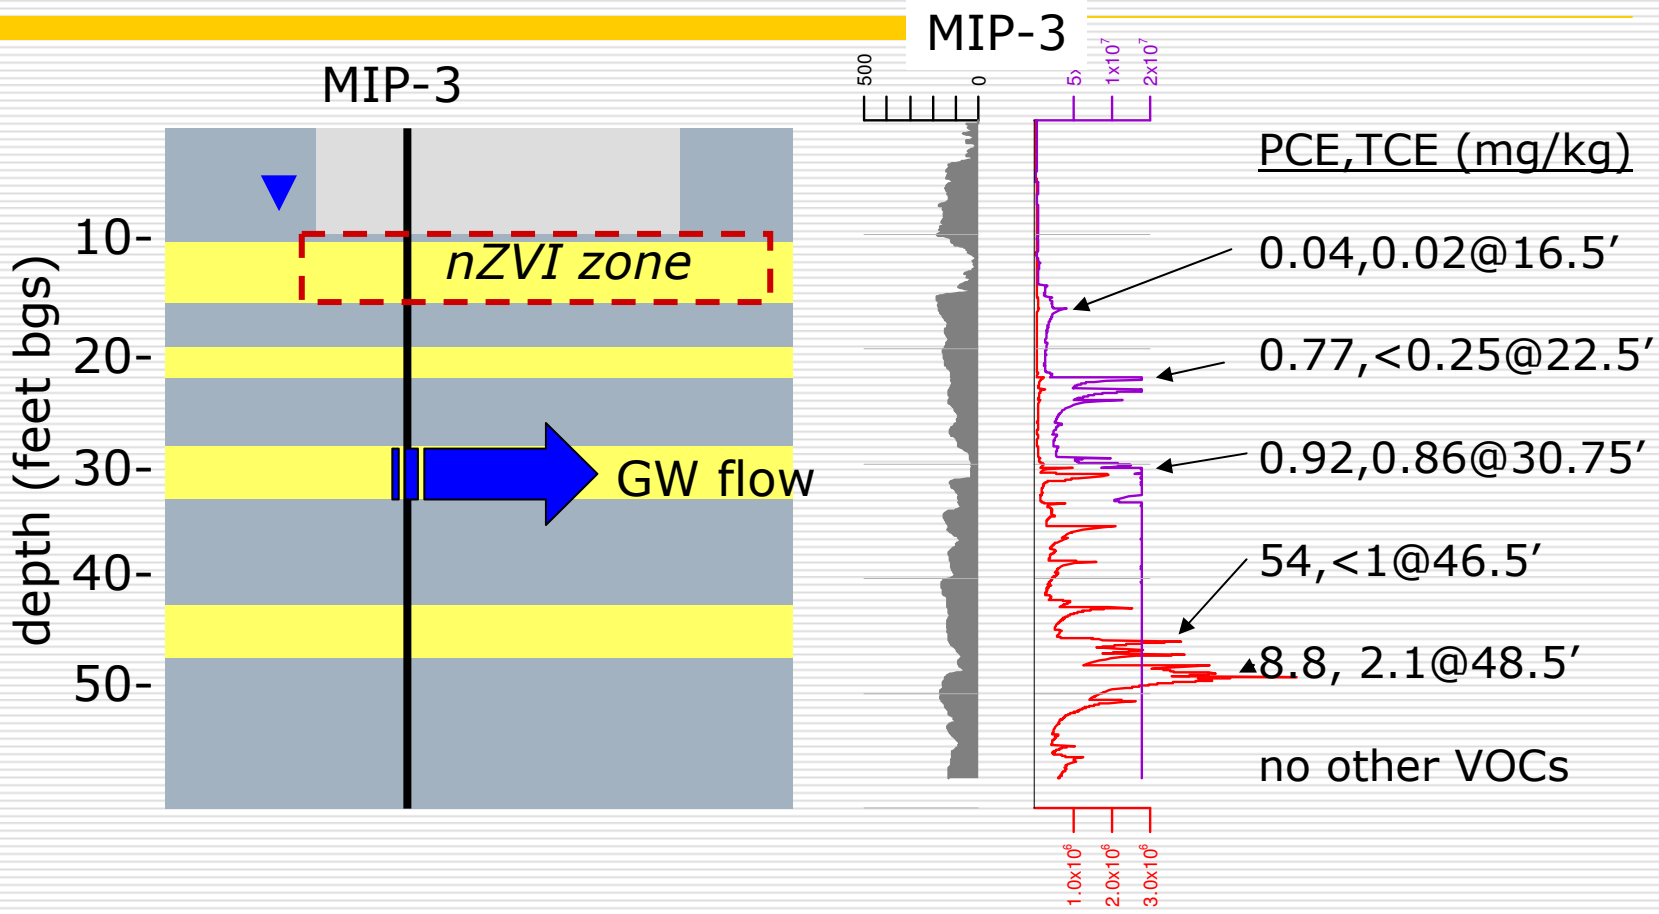 MIP-3
MIP-3
500
0
5x
1x10⁷
2x10⁷
PCE,TCE (mg/kg)
depth (feet bgs)
10-
20-
30-
40-
50-
nZVI zone
GW flow
0.04,0.02@16.5’
0.77,<0.25@22.5’
0.92,0.86@30.75’
54,<1@46.5’
8.8, 2.1@48.5’
no other VOCs
1.0x10⁶
2.0x10⁶
3.0x10⁶